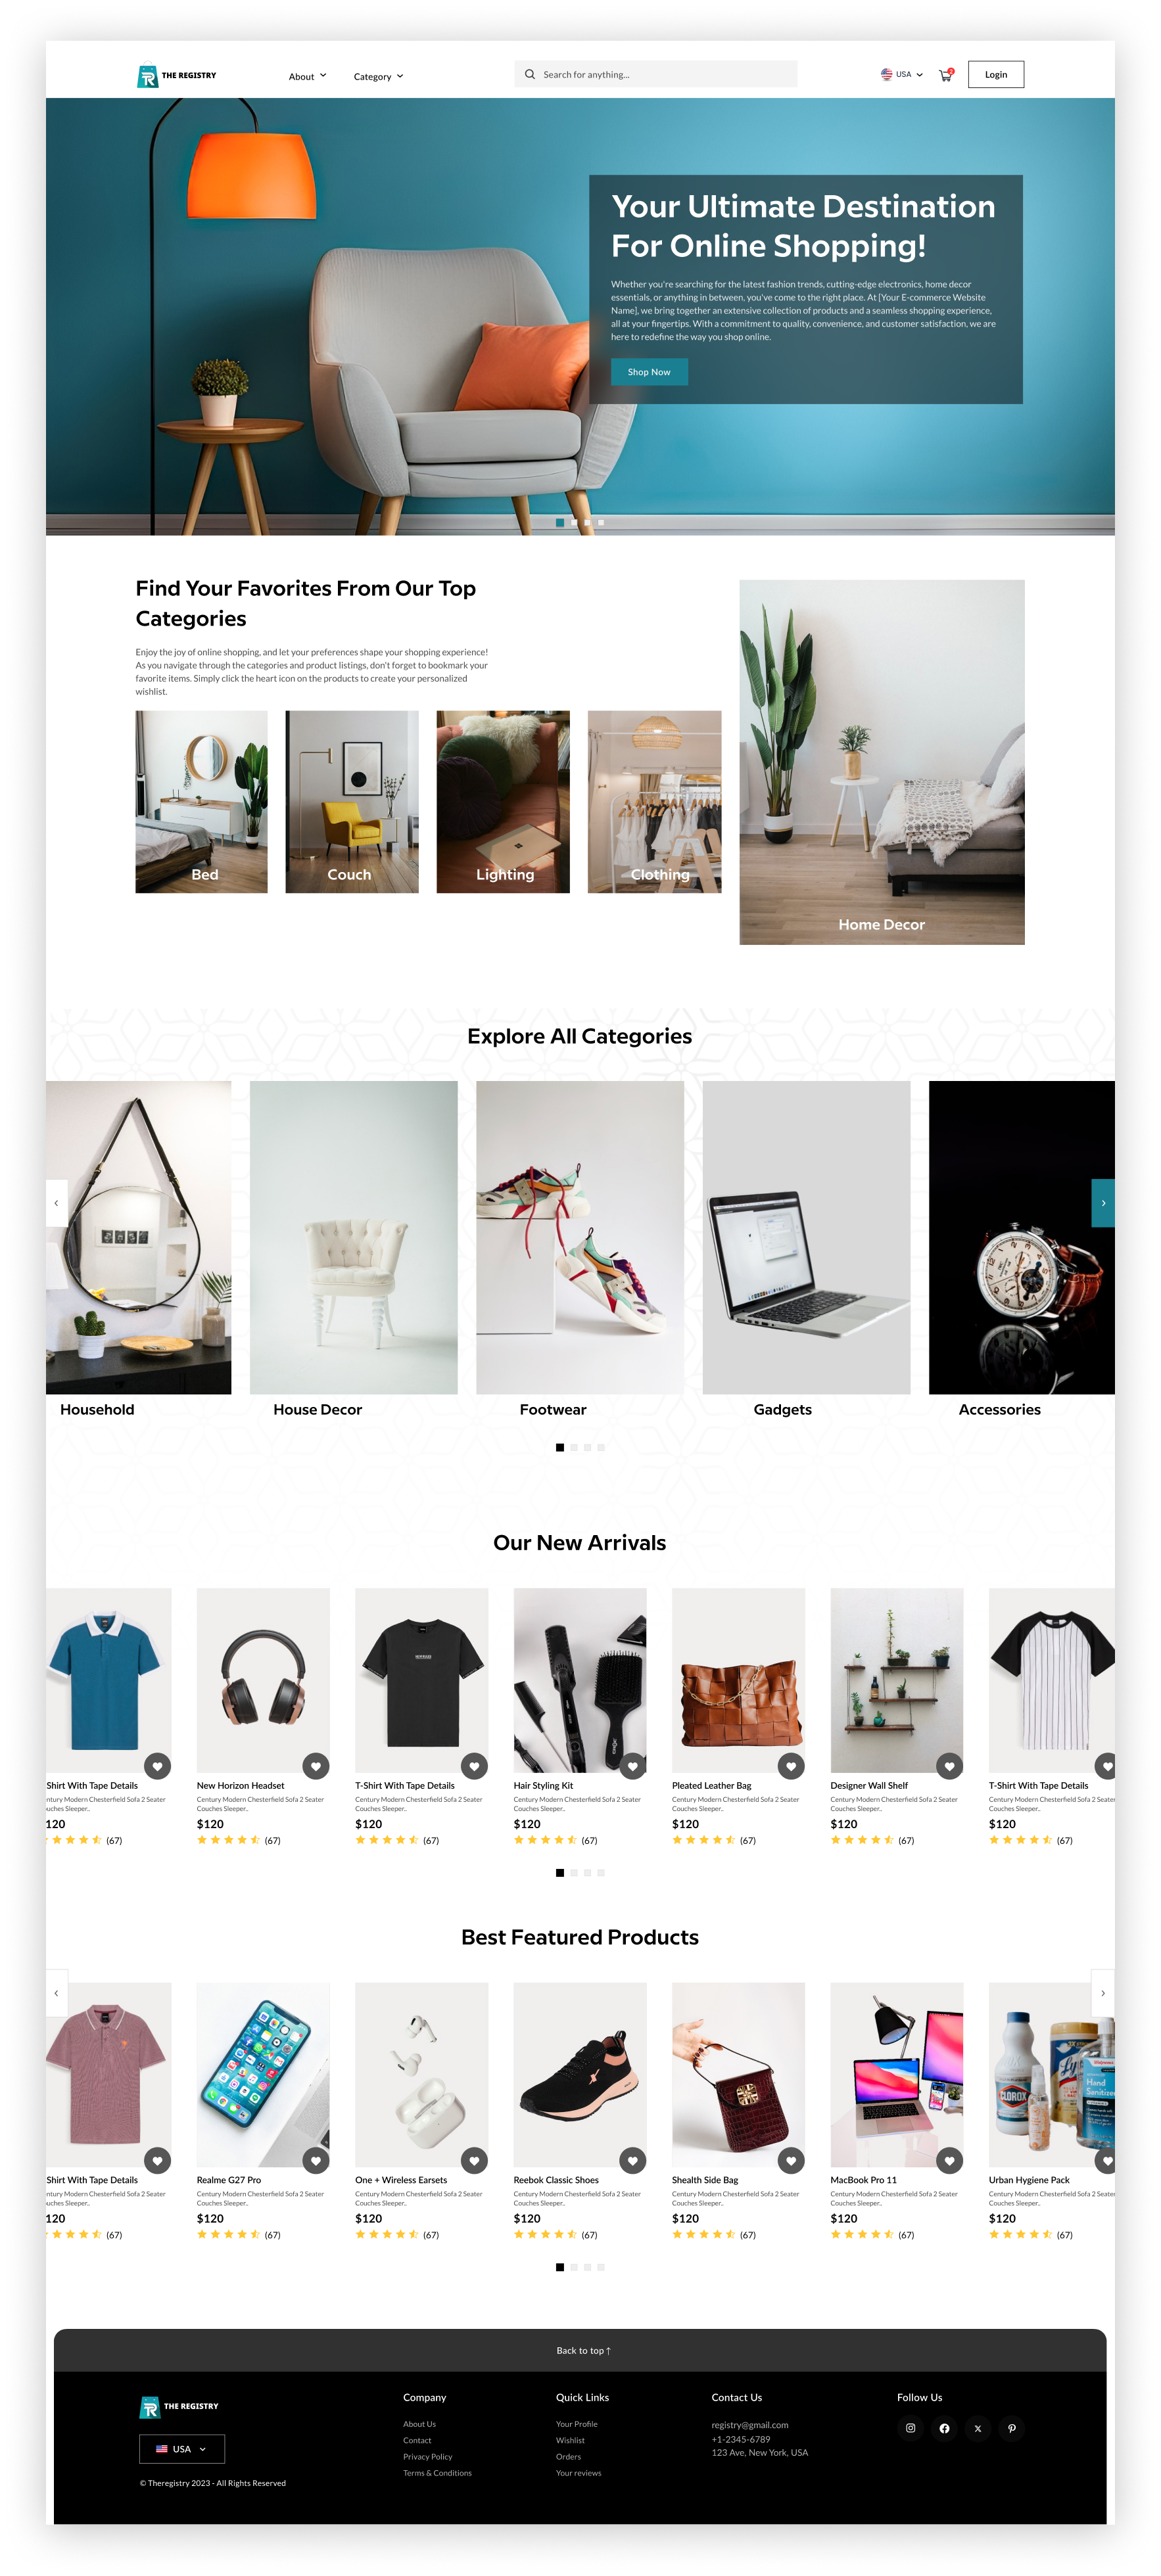 THE REGISTRY
About
Category
Search for anything...
USA
Login
Your Ultimate Destination
For Online Shopping!
Whether you're searching for the latest fashion trends, cutting-edge electronics, home decor
essentials, or anything in between, you've come to the right place. At [Your E-commerce Website
Name], we bring together an extensive collection of products and a seamless shopping experience,
all at your fingertips. With a commitment to quality, convenience, and customer satisfaction, we are
here to redefine the way you shop online.
Shop Now
Find Your Favorites From Our Top
Categories
Enjoy the joy of online shopping, and let your preferences shape your shopping experience!
As you navigate through the categories and product listings, don't forget to bookmark your
favorite items. Simply click the heart icon on the products to create your personalized
wishlist.
Bed
Couch
Lighting
Clothing
Home Decor
Explore All Categories
Household
House Decor
Footwear
Gadgets
Accessories
Our New Arrivals
Shirt With Tape Details
ntury Modern Chesterfield Sofa 2 Seater
uches Sleeper..
120
(67)
New Horizon Headset
Century Modern Chesterfield Sofa 2 Seater
Couches Sleeper..
$120
(67)
T-Shirt With Tape Details
Century Modern Chesterfield Sofa 2 Seater
Couches Sleeper..
$120
(67)
Hair Styling Kit
Century Modern Chesterfield Sofa 2 Seater
Couches Sleeper..
$120
(67)
Pleated Leather Bag
Century Modern Chesterfield Sofa 2 Seater
Couches Sleeper..
$120
(67)
Designer Wall Shelf
Century Modern Chesterfield Sofa 2 Seater
Couches Sleeper..
$120
(67)
T-Shirt With Tape Details
Century Modern Chesterfield Sofa 2 Seater
Couches Sleeper..
$120
(67)
Best Featured Products
CLOROX
Lys
Hand
Sanitizer
Shirt With Tape Details
ntury Modern Chesterfield Sofa 2 Seater
uches Sleeper..
120
(67)
Realme G27 Pro
Century Modern Chesterfield Sofa 2 Seater
Couches Sleeper..
$120
(67)
One + Wireless Earsets
Century Modern Chesterfield Sofa 2 Seater
Couches Sleeper..
$120
(67)
Reebok Classic Shoes
Century Modern Chesterfield Sofa 2 Seater
Couches Sleeper..
$120
(67)
Shealth Side Bag
Century Modern Chesterfield Sofa 2 Seater
Couches Sleeper..
$120
(67)
MacBook Pro 11
Century Modern Chesterfield Sofa 2 Seater
Couches Sleeper..
$120
(67)
Urban Hygiene Pack
Century Modern Chesterfield Sofa 2 Seater
Couches Sleeper..
$120
(67)
Back to top ↑
THE REGISTRY
USA
© Theregistry 2023 - All Rights Reserved
Company
About Us
Contact
Privacy Policy
Terms & Conditions
Quick Links
Your Profile
Wishlist
Orders
Your reviews
Contact Us
registry@gmail.com
+1-2345-6789
123 Ave, New York, USA
Follow Us